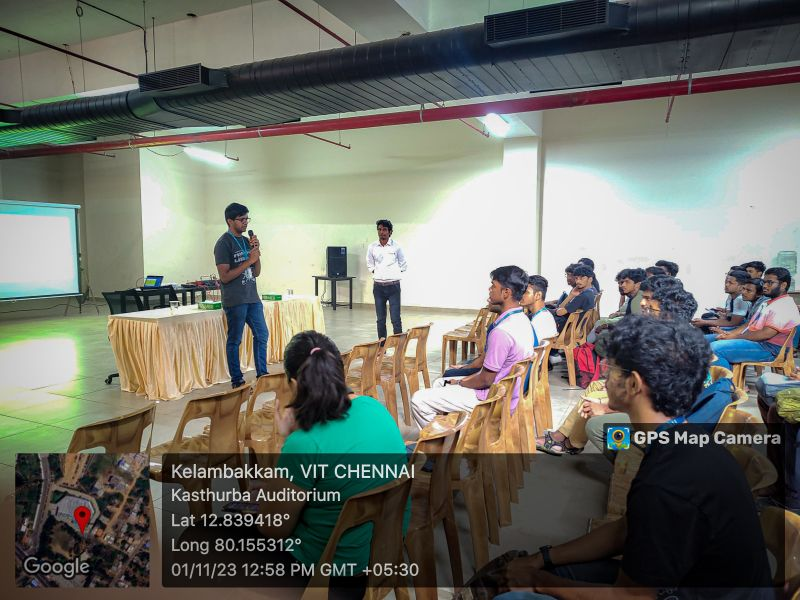 GPS Map Camera
Kelambakkam, VIT CHENNAI
Kasthurba Auditorium
Lat 12.839418°
Long 80.155312°
01/11/23 12:58 PM GMT +05:30
Google